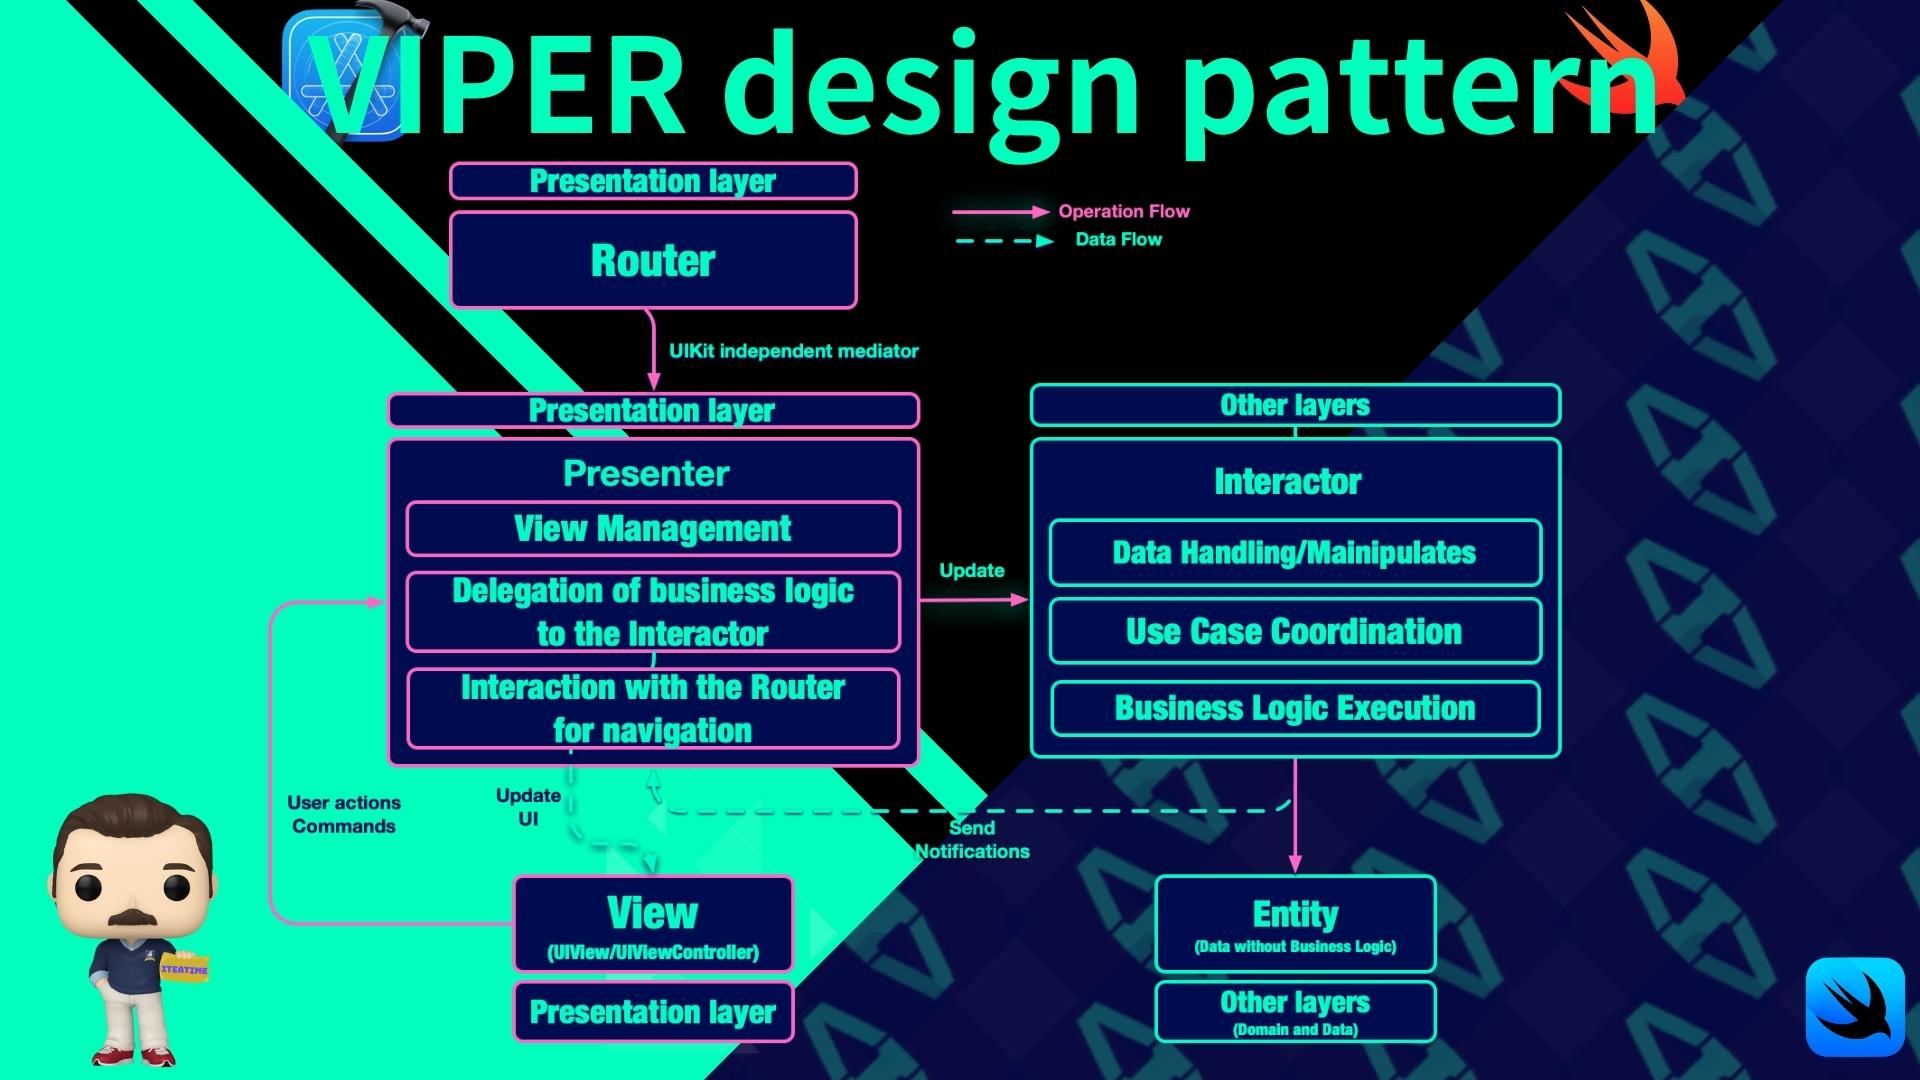 VIPER design pattern
Presentation layer
Router
Operation Flow
Data Flow
UIKit independent mediator
Presentation layer
Presenter
View Management
Delegation of business logic
to the Interactor
Interaction with the Router
for navigation
Update
Other layers
Interactor
Data Handling/Mainipulates
Use Case Coordination
Business Logic Execution
User actions
Commands
Update
UI
Send
Notifications
View
(UIView/UIViewController)
Presentation layer
Entity
(Data without Business Logic)
Other layers
(Domain and Data)
ITEATIME